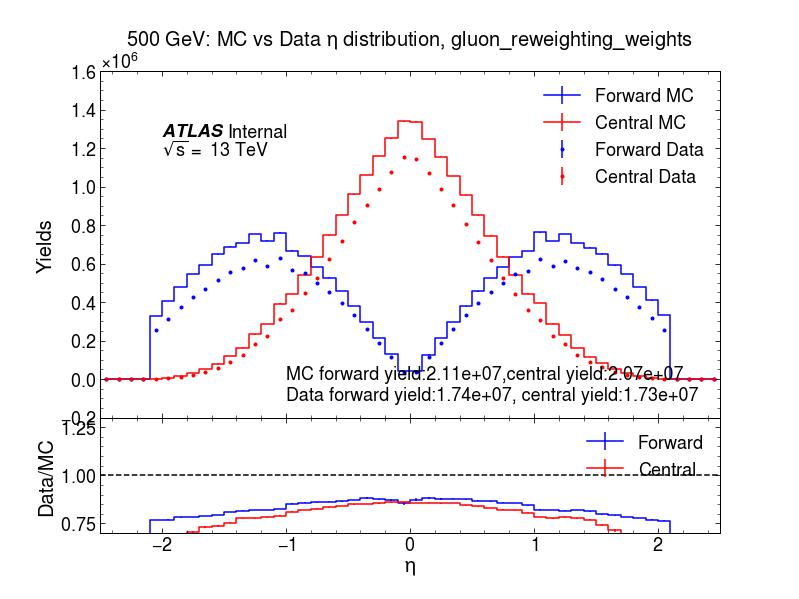 500 GeV: MC vs Data η distribution, gluon_reweighting_weights
×10⁶
1.6
1.4
1.2
1.0
0.8
0.6
0.4
0.2
0.0
0.2
Yields
ATLAS Internal
√s = 13 TeV
Forward MC
Central MC
Forward Data
Central Data
MC forward yield:2.11e+07,central yield:2.07e+07
Data forward yield:1.74e+07, central yield:1.73e+07
1.25
1.00
0.75
Data/MC
Forward
Central
−2 −1 0 1 2
η